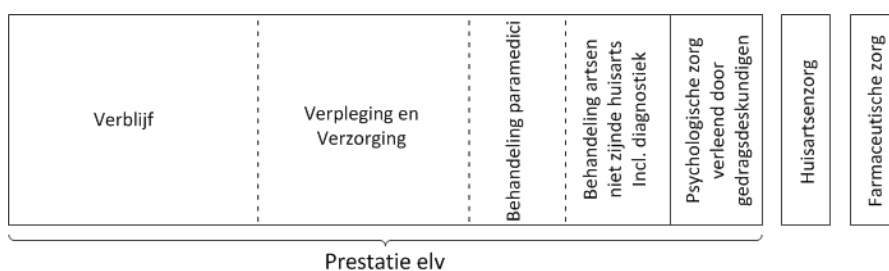 Verblijf
Verpleging en
Verzorging
Behandeling paramedici
Behandeling artsen
niet zijnde huisarts
Incl. diagnostiek
Psychologische zorg
verleend door
gedragsdeskundigen
Huisartsenzorg
Farmaceutische zorg
Prestatie elv